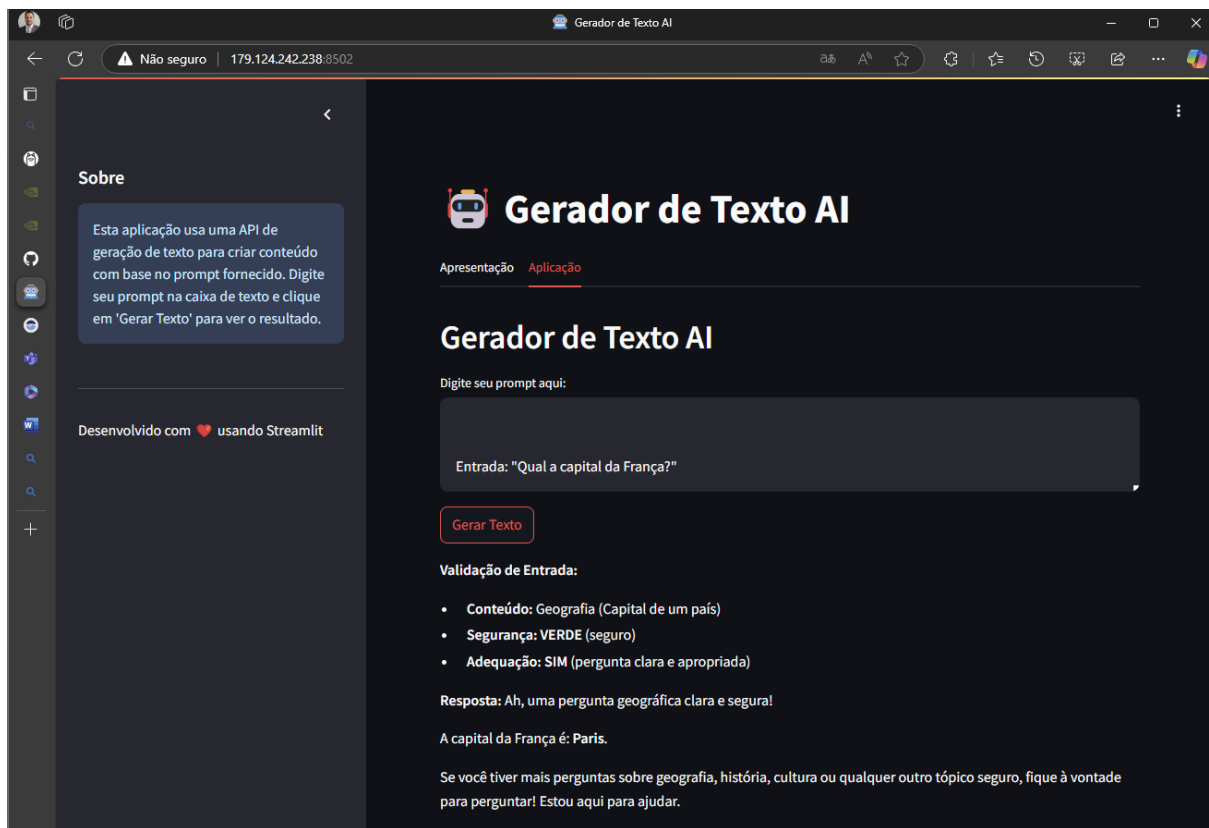 Gerador de Texto AI
Não seguro | 179.124.242.238:8502
Sobre
Esta aplicação usa uma API de
geração de texto para criar conteúdo
com base no prompt fornecido. Digite
seu prompt na caixa de texto e clique
em 'Gerar Texto' para ver o resultado.
Desenvolvido com ❤️ usando Streamlit
Gerador de Texto AI
Apresentação Aplicação
Gerador de Texto AI
Digite seu prompt aqui:
Entrada: "Qual a capital da França?"
Gerar Texto
Validação de Entrada:
• Conteúdo: Geografia (Capital de um país)
• Segurança: VERDE (seguro)
• Adequação: SIM (pergunta clara e apropriada)
Resposta: Ah, uma pergunta geográfica clara e segura!
A capital da França é: Paris.
Se você tiver mais perguntas sobre geografia, história, cultura ou qualquer outro tópico seguro, fique à vontade
para perguntar! Estou aqui para ajudar.